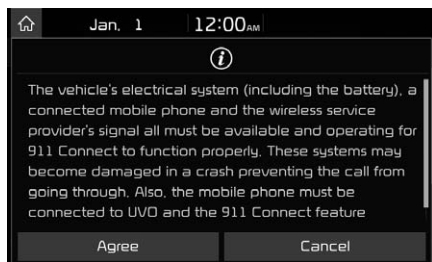 Jan. 1 12:00AM
The vehicle's electrical system (including the battery), a
connected mobile phone and the wireless service
provider's signal all must be available and operating for
911 Connect to function properly. These systems may
become damaged in a crash preventing the call from
going through. Also, the mobile phone must be
connected to UVO and the 911 Connect feature
Agree Cancel